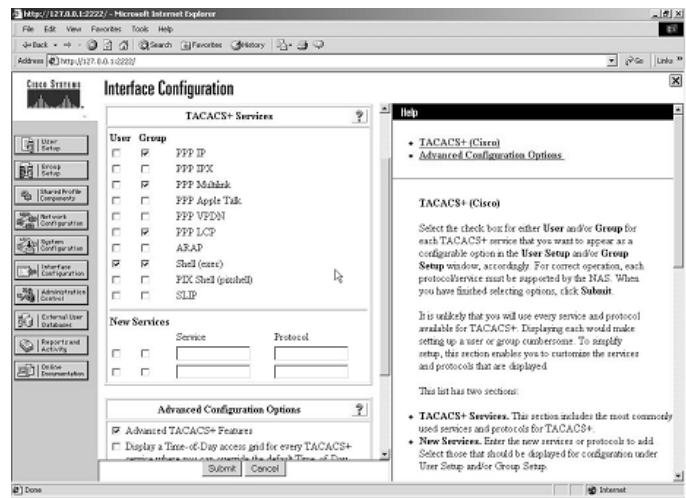 http://127.0.0.1:2222/ - Microsoft Internet Explorer
File Edit View Favorites Tools Help
Back
Search Favorites History
Address http://127.0.0.1:2222/
Go Links
CISCO SYSTEMS
Interface Configuration
User Setup
Group Setup
Shared Profile Components
Network Configuration
System Configuration
Interface Configuration
Administration Control
External User Databases
Reports and Activity
Online Documentation
TACACS+ Services ?
User Group
PPP IP
PPP IPX
PPP Multilink
PPP Apple Talk
PPP VPDN
PPP LCP
ARAP
Shell (exec)
PIX Shell (pixshell)
SLIP
New Services
Service Protocol
Advanced Configuration Options ?
Advanced TACACS+ Features
Display a Time-of-Day access grid for every TACACS+
service where you can override the default Time-of-Day
Submit Cancel
Help
• TACACS+ (Cisco)
• Advanced Configuration Options
TACACS+ (Cisco)
Select the check box for either User and/or Group for
each TACACS+ service that you want to appear as a
configurable option in the User Setup and/or Group
Setup window, accordingly. For correct operation, each
protocol/service must be supported by the NAS. When
you have finished selecting options, click Submit.
It is unlikely that you will use every service and protocol
available for TACACS+. Displaying each would make
setting up a user or group cumbersome. To simplify
setup, this section enables you to customize the services
and protocols that are displayed.
This list has two sections:
• TACACS+ Services. This section includes the most commonly
used services and protocols for TACACS+.
• New Services. Enter the new services or protocols to add.
Select those that should be displayed for configuration under
User Setup and/or Group Setup.
Done
Internet